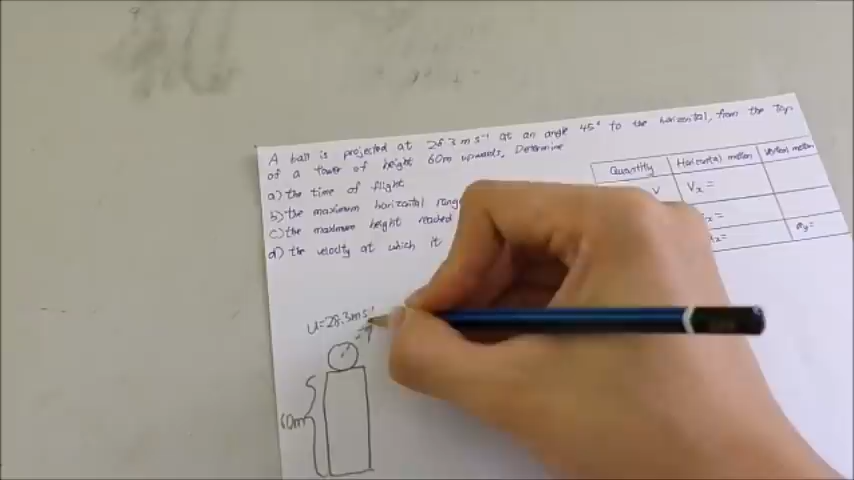 A ball is projected at 28.3 m s⁻¹ at an angle 45° to the horizontal, from the top
of a tower of height 60m upwards. Determine
a) the time of flight
b) the maximum horizontal range
c) the maximum height reached
d) the velocity at which it
Quantity Horizontal motion Vertical motion
V Vx =
x =
x = ay =
u = 28.3 m s⁻¹
60m